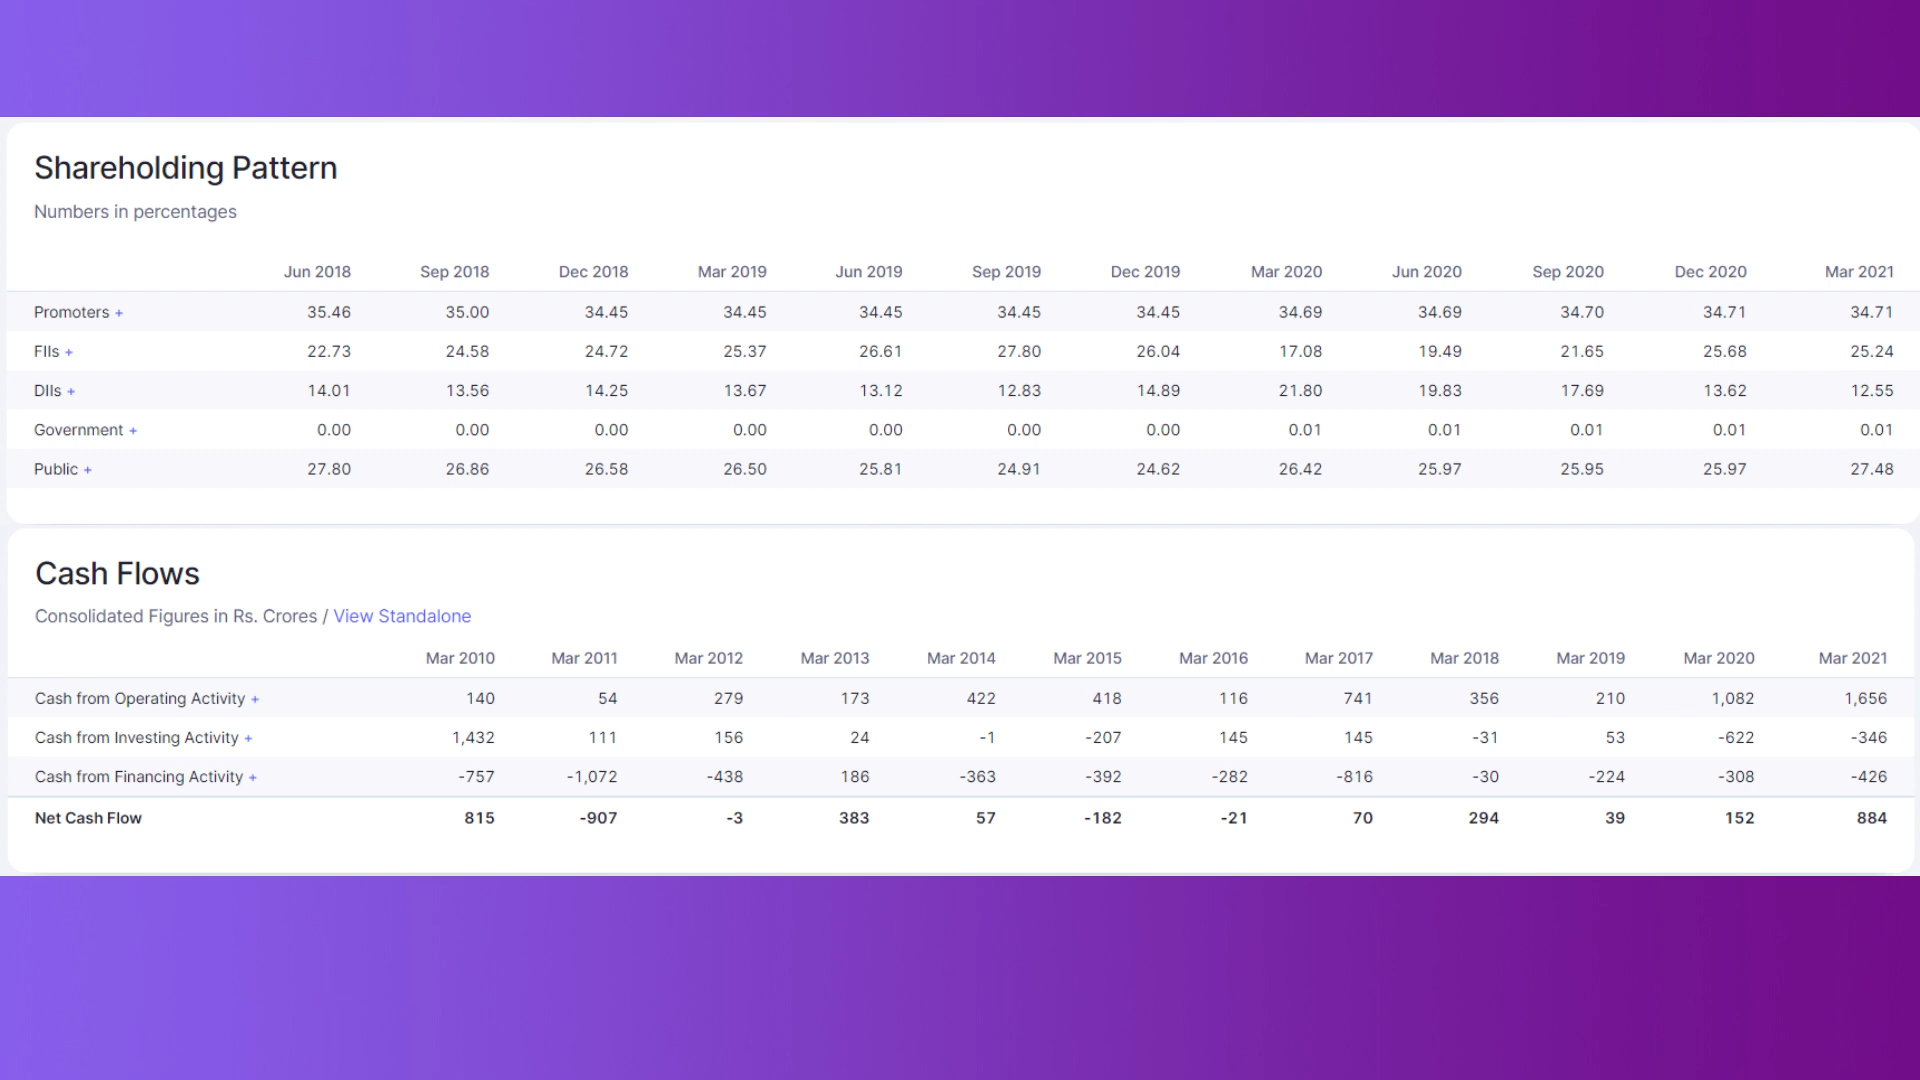 Shareholding Pattern
Numbers in percentages
Jun 2018 Sep 2018 Dec 2018 Mar 2019 Jun 2019 Sep 2019 Dec 2019 Mar 2020 Jun 2020 Sep 2020 Dec 2020 Mar 2021
Promoters + 35.46 35.00 34.45 34.45 34.45 34.45 34.45 34.69 34.69 34.70 34.71 34.71
FIIs + 22.73 24.58 24.72 25.37 26.61 27.80 26.04 17.08 19.49 21.65 25.68 25.24
DIIs + 14.01 13.56 14.25 13.67 13.12 12.83 14.89 21.80 19.83 17.69 13.62 12.55
Government + 0.00 0.00 0.00 0.00 0.00 0.00 0.00 0.01 0.01 0.01 0.01 0.01
Public + 27.80 26.86 26.58 26.50 25.81 24.91 24.62 26.42 25.97 25.95 25.97 27.48
Cash Flows
Consolidated Figures in Rs. Crores / View Standalone
Mar 2010 Mar 2011 Mar 2012 Mar 2013 Mar 2014 Mar 2015 Mar 2016 Mar 2017 Mar 2018 Mar 2019 Mar 2020 Mar 2021
Cash from Operating Activity + 140 54 279 173 422 418 116 741 356 210 1,082 1,656
Cash from Investing Activity + 1,432 111 156 24 -1 -207 145 145 -31 53 -622 -346
Cash from Financing Activity + -757 -1,072 -438 186 -363 -392 -282 -816 -30 -224 -308 -426
Net Cash Flow 815 -907 -3 383 57 -182 -21 70 294 39 152 884